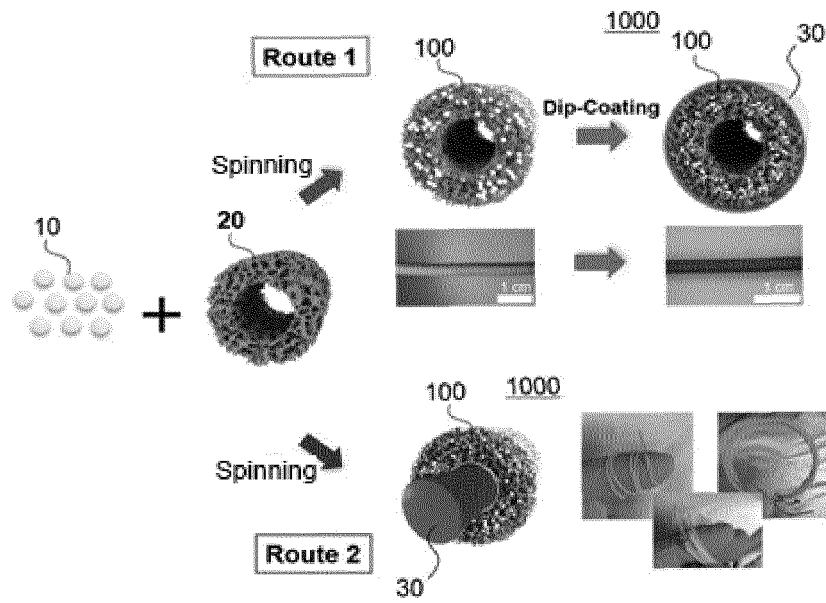 Route 1
100
1000
100
30
Dip-Coating
Spinning
10
20
+
1 cm
1 cm
100
1000
Spinning
Route 2
30